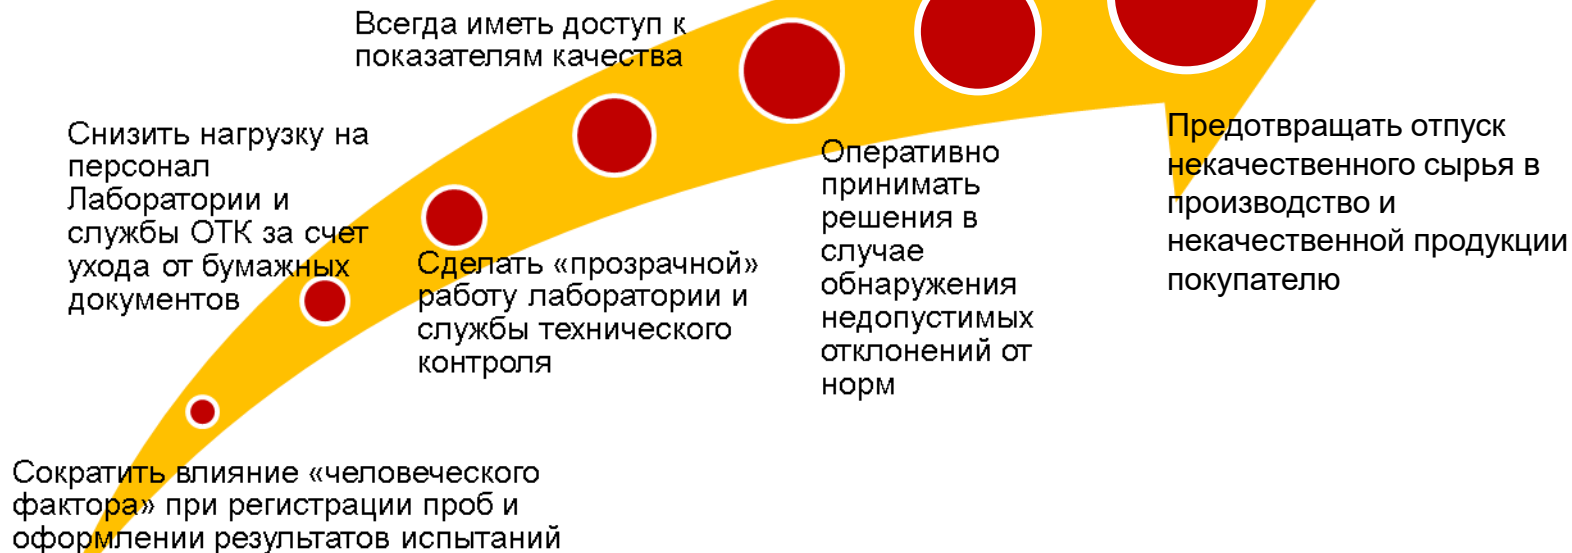 Всегда иметь доступ к
показателям качества
Снизить нагрузку на
персонал
Лаборатории и
службы ОТК за счет
ухода от бумажных
документов
Сделать «прозрачной»
работу лаборатории и
службы технического
контроля
Оперативно
принимать
решения в
случае
обнаружения
недопустимых
отклонений от
норм
Предотвращать отпуск
некачественного сырья в
производство и
некачественной продукции
покупателю
Сократить влияние «человеческого
фактора» при регистрации проб и
оформлении результатов испытаний